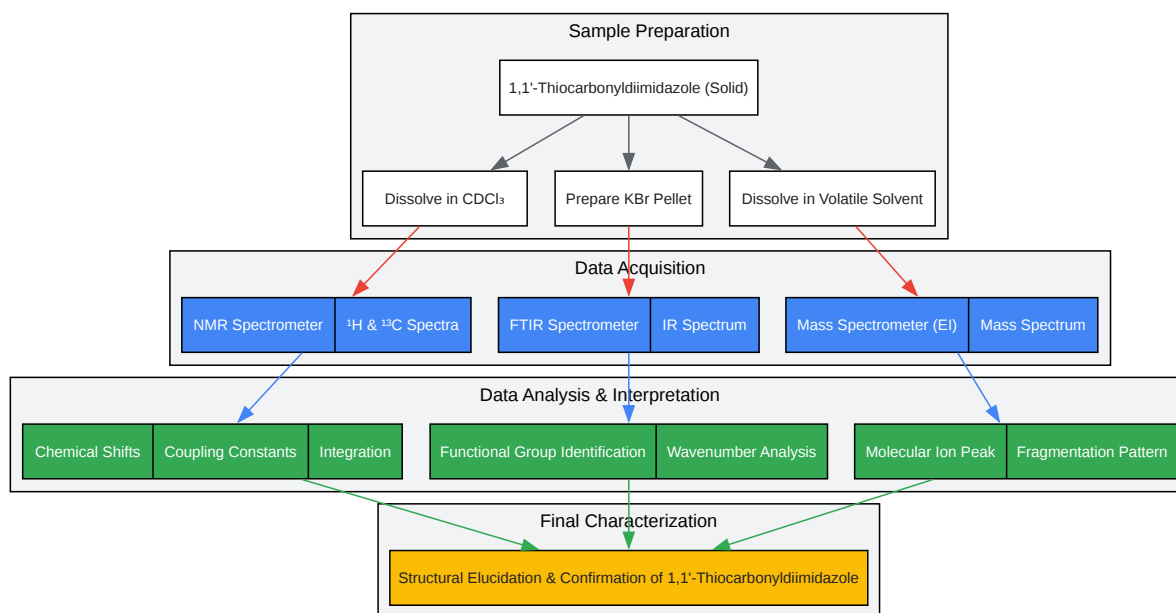 Sample Preparation
1,1'-Thiocarbonyldiimidazole (Solid)
Dissolve in CDCl₃
Prepare KBr Pellet
Dissolve in Volatile Solvent
Data Acquisition
NMR Spectrometer
¹H & ¹³C Spectra
FTIR Spectrometer
IR Spectrum
Mass Spectrometer (EI)
Mass Spectrum
Data Analysis & Interpretation
Chemical Shifts
Coupling Constants
Integration
Functional Group Identification
Wavenumber Analysis
Molecular Ion Peak
Fragmentation Pattern
Final Characterization
Structural Elucidation & Confirmation of 1,1'-Thiocarbonyldiimidazole